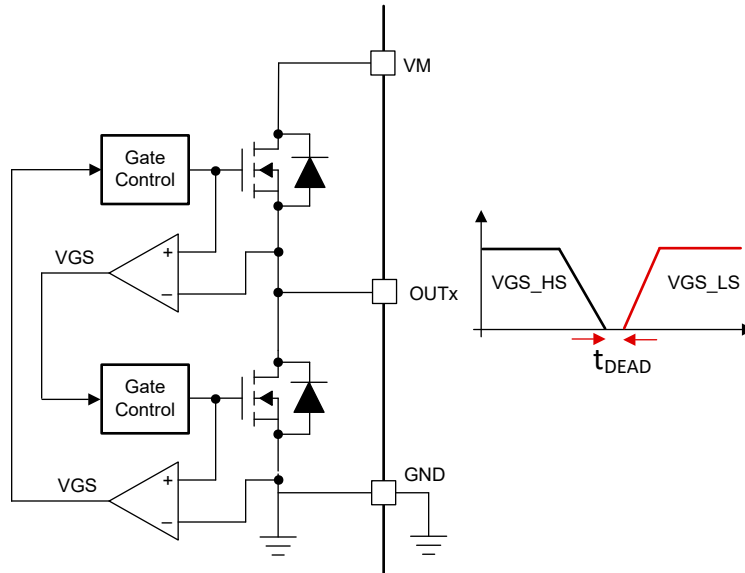 VM
Gate
Control
+
VGS
−
OUTx
VGS_HS
VGS_LS
tDEAD
Gate
Control
GND
+
VGS
−